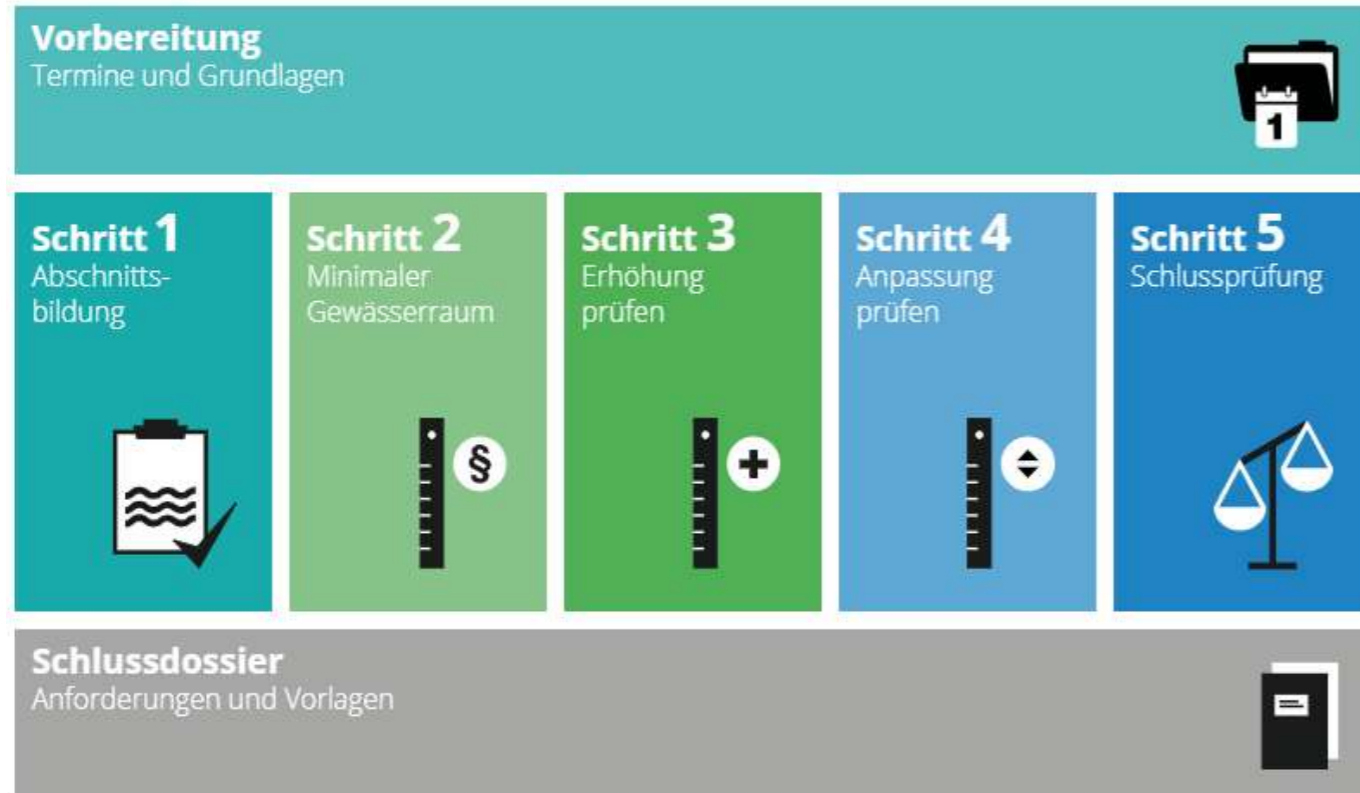 Vorbereitung
Termine und Grundlagen
1
Schritt 1
Abschnitts-
bildung
Schritt 2
Minimaler
Gewässerraum
§
Schritt 3
Erhöhung
prüfen
Schritt 4
Anpassung
prüfen
Schritt 5
Schlussprüfung
Schlussdossier
Anforderungen und Vorlagen